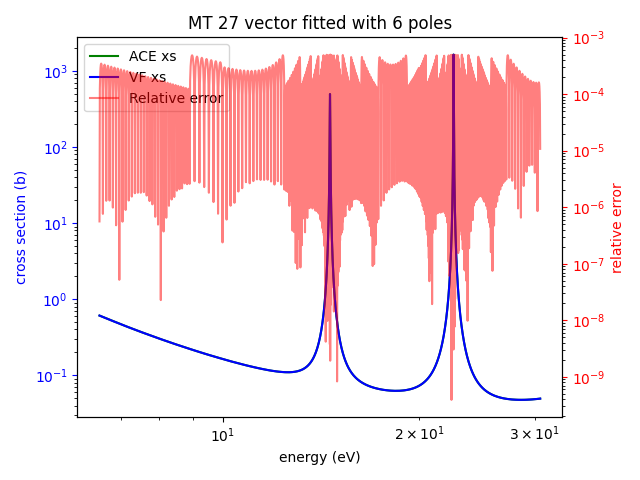 MT 27 vector fitted with 6 poles
ACE xs
VF xs
Relative error
cross section (b)
10³
10²
10¹
10⁰
10⁻¹
relative error
10⁻³
10⁻⁴
10⁻⁵
10⁻⁶
10⁻⁷
10⁻⁸
10⁻⁹
10¹ 2 × 10¹ 3 × 10¹
energy (eV)